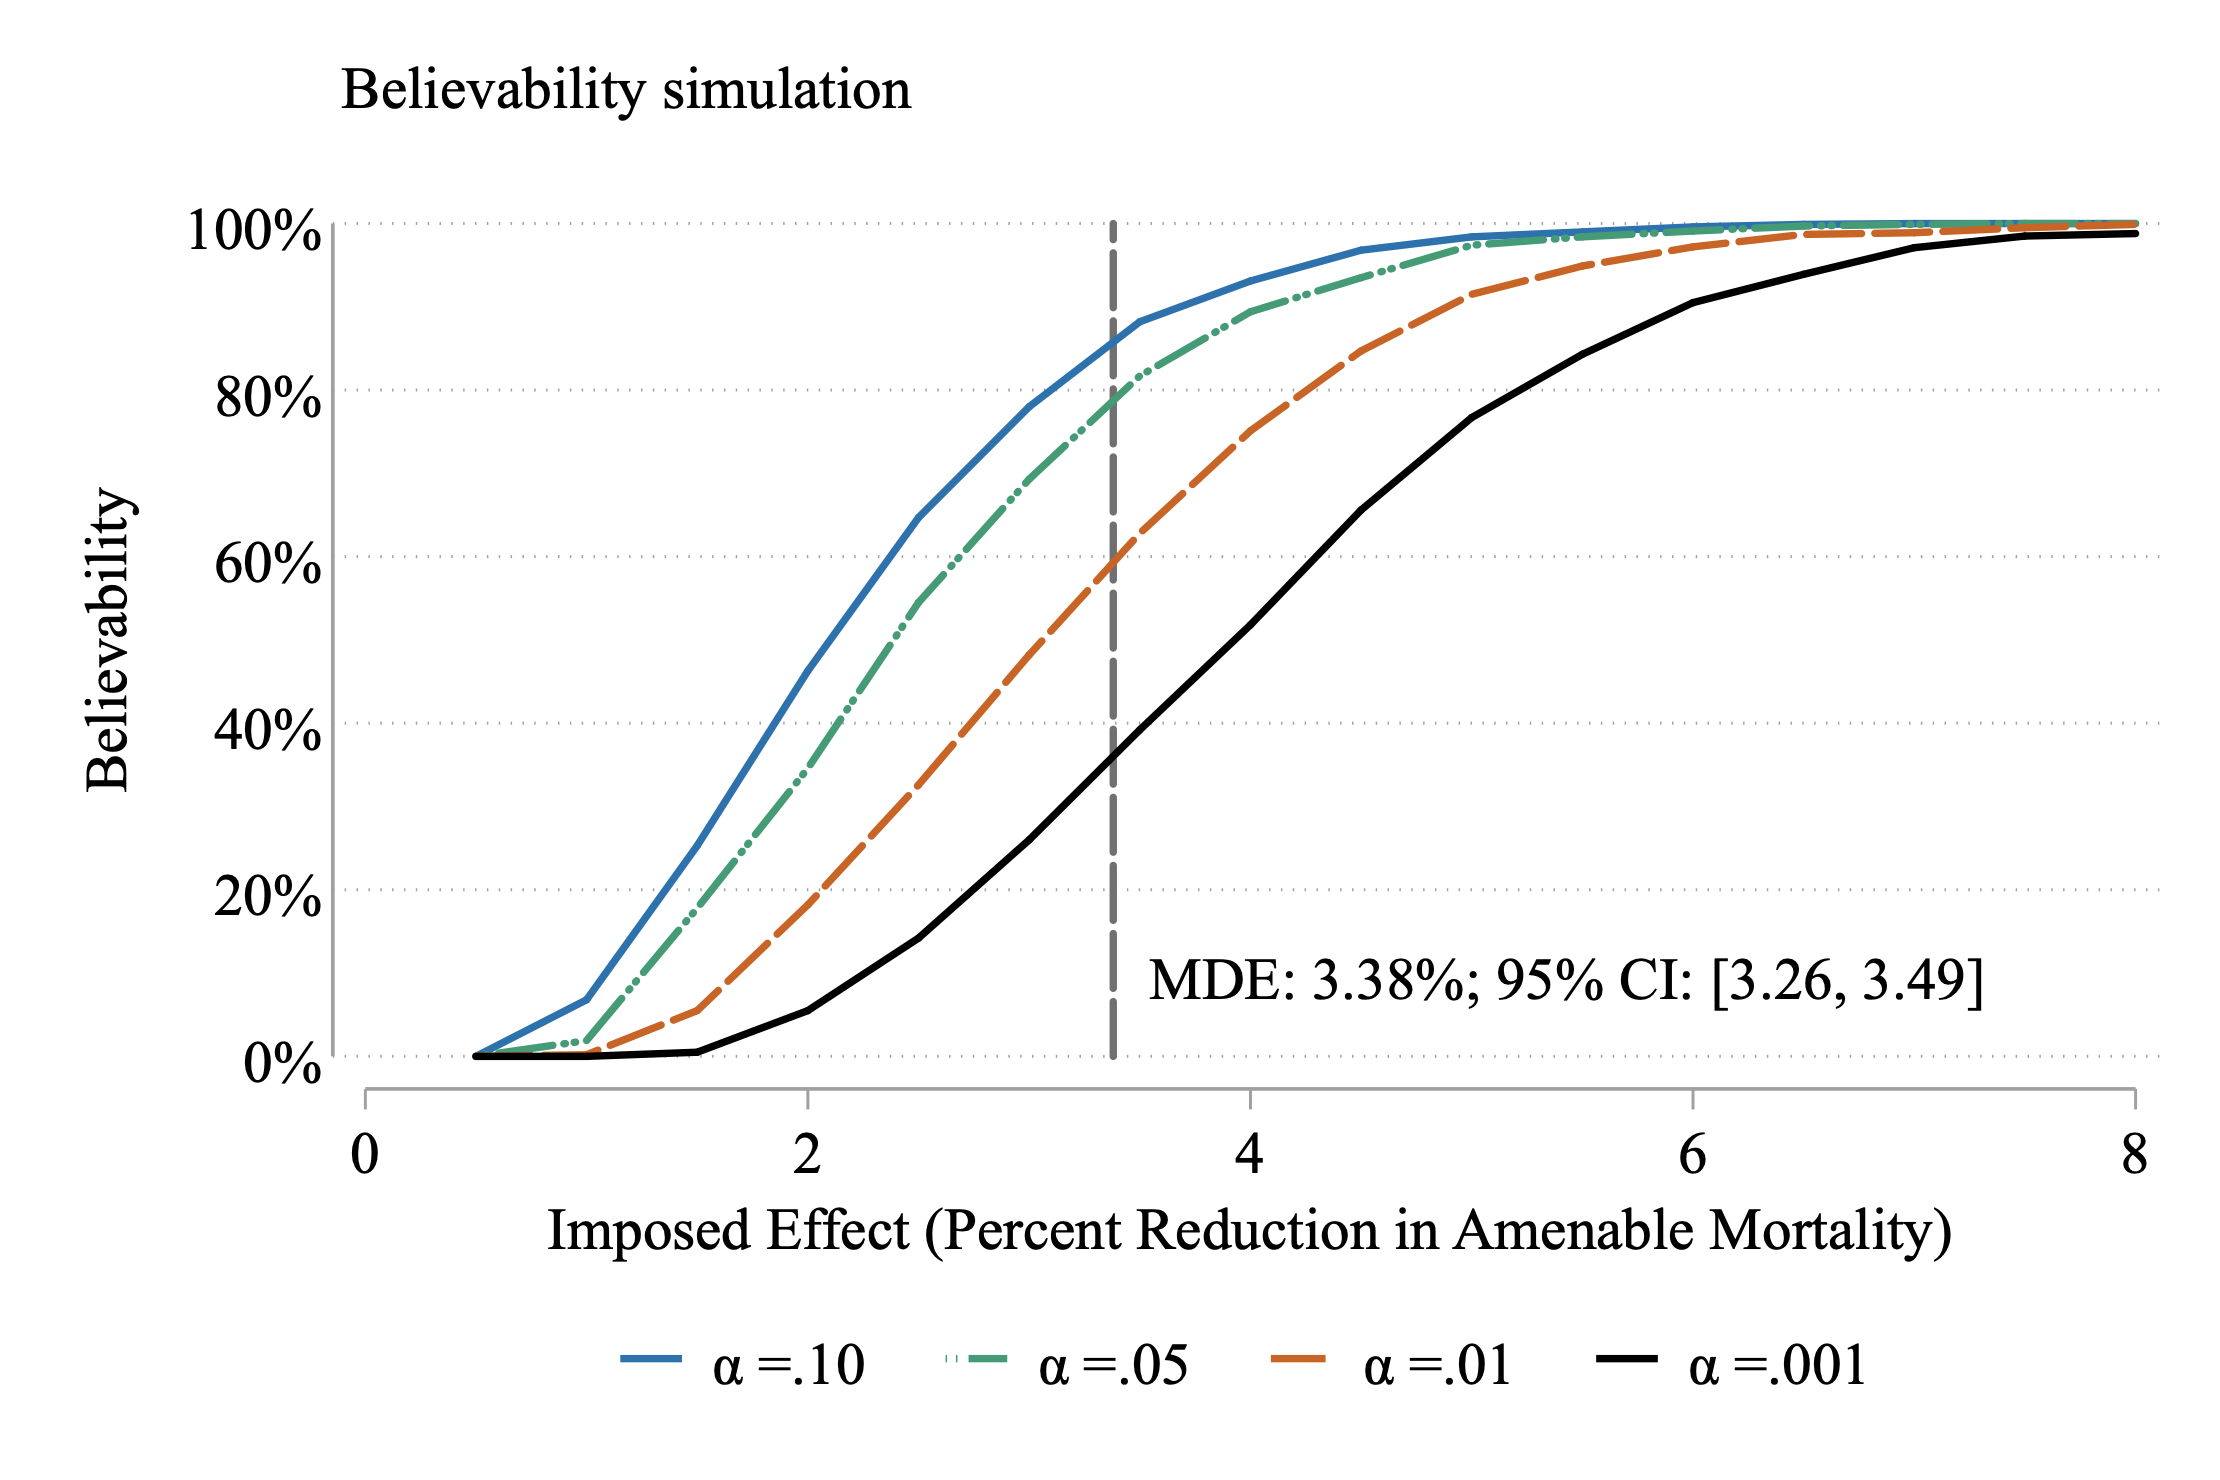 Believability simulation
100%
80%
60%
40%
20%
0%
Believability
MDE: 3.38%; 95% CI: [3.26, 3.49]
0 2 4 6 8
Imposed Effect (Percent Reduction in Amenable Mortality)
α =.10 α =.05 α =.01 α =.001